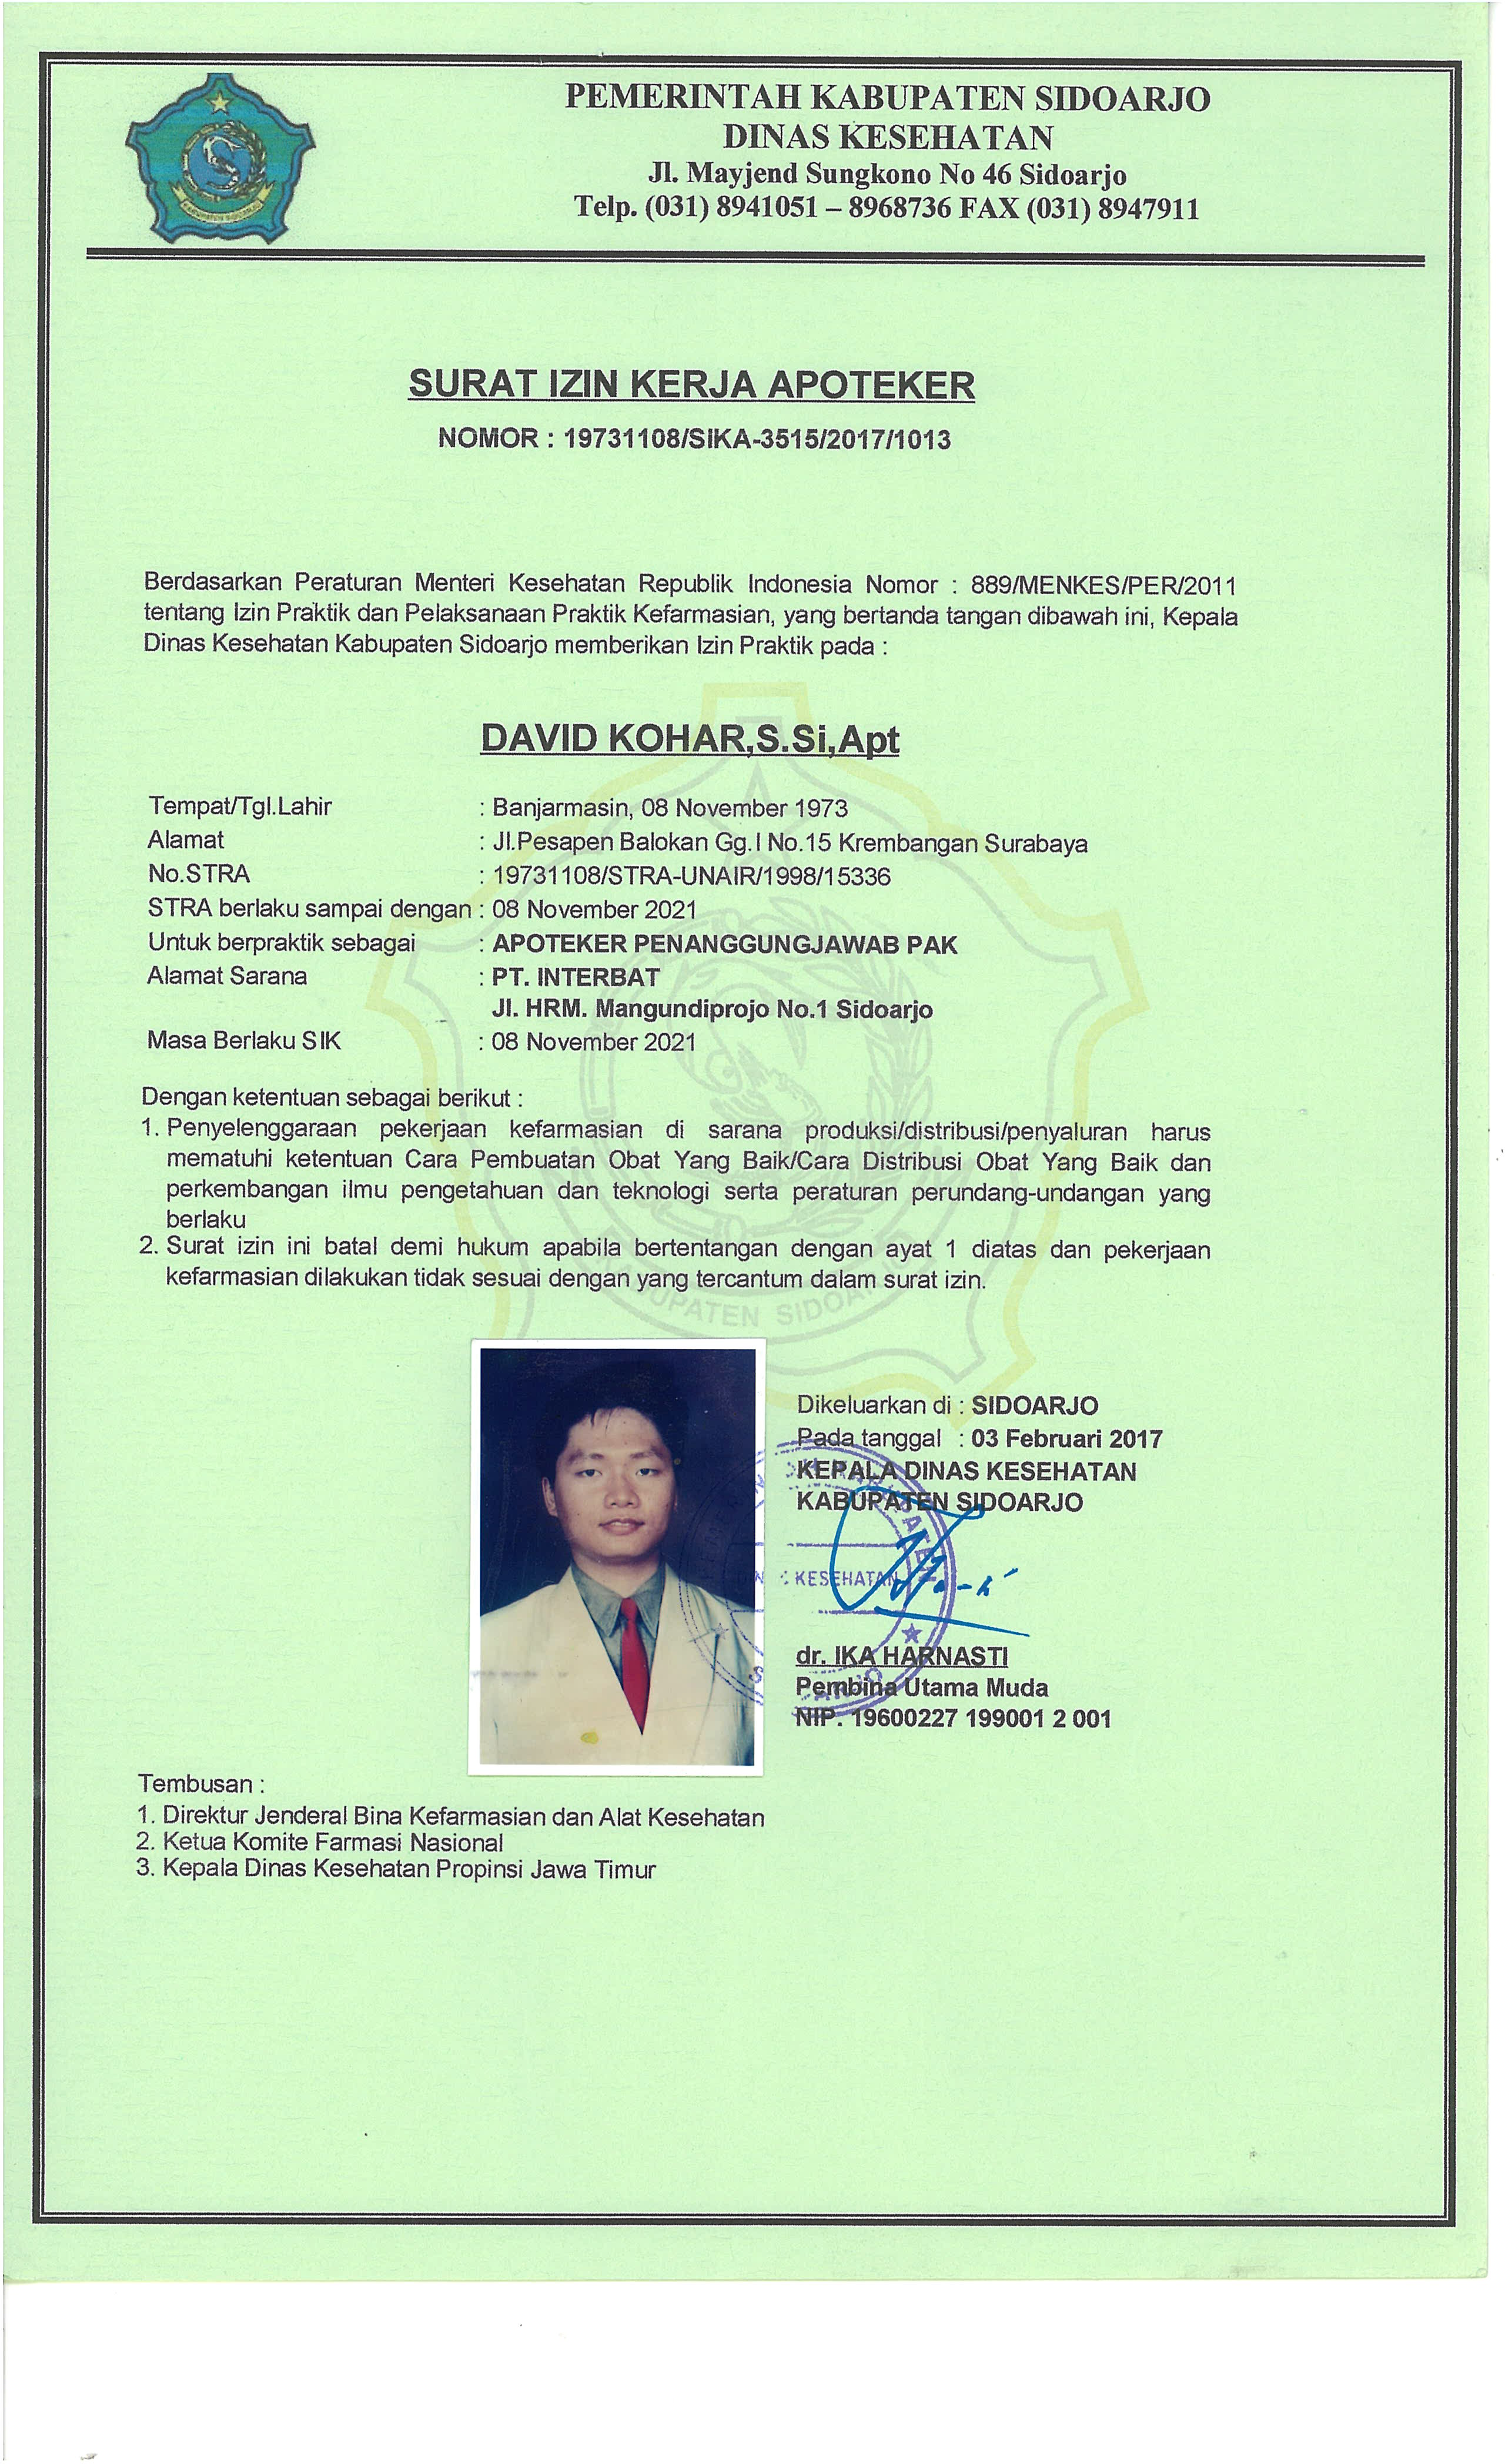 PEMERINTAH KABUPATEN SIDOARJO
DINAS KESEHATAN
Jl. Mayjend Sungkono No 46 Sidoarjo
Telp. (031) 8941051 – 8968736 FAX (031) 8947911
KABUPATEN SIDOARJO
SURAT IZIN KERJA APOTEKER
NOMOR : 19731108/SIKA-3515/2017/1013
Berdasarkan Peraturan Menteri Kesehatan Republik Indonesia Nomor : 889/MENKES/PER/2011
tentang Izin Praktik dan Pelaksanaan Praktik Kefarmasian, yang bertanda tangan dibawah ini, Kepala
Dinas Kesehatan Kabupaten Sidoarjo memberikan Izin Praktik pada :
DAVID KOHAR,S.Si,Apt
Tempat/Tgl.Lahir : Banjarmasin, 08 November 1973
Alamat : Jl.Pesapen Balokan Gg.I No.15 Krembangan Surabaya
No.STRA : 19731108/STRA-UNAIR/1998/15336
STRA berlaku sampai dengan : 08 November 2021
Untuk berpraktik sebagai : APOTEKER PENANGGUNGJAWAB PAK
Alamat Sarana : PT. INTERBAT
Jl. HRM. Mangundiprojo No.1 Sidoarjo
Masa Berlaku SIK : 08 November 2021
Dengan ketentuan sebagai berikut :
1. Penyelenggaraan pekerjaan kefarmasian di sarana produksi/distribusi/penyaluran harus
mematuhi ketentuan Cara Pembuatan Obat Yang Baik/Cara Distribusi Obat Yang Baik dan
perkembangan ilmu pengetahuan dan teknologi serta peraturan perundang-undangan yang
berlaku
2. Surat izin ini batal demi hukum apabila bertentangan dengan ayat 1 diatas dan pekerjaan
kefarmasian dilakukan tidak sesuai dengan yang tercantum dalam surat izin.
KABUPATEN SIDOARJO
Dikeluarkan di : SIDOARJO
Pada tanggal : 03 Februari 2017
KEPALA DINAS KESEHATAN
KABUPATEN SIDOARJO
KESEHATAN
dr. IKA HARNASTI
Pembina Utama Muda
NIP. 19600227 199001 2 001
Tembusan :
1. Direktur Jenderal Bina Kefarmasian dan Alat Kesehatan
2. Ketua Komite Farmasi Nasional
3. Kepala Dinas Kesehatan Propinsi Jawa Timur